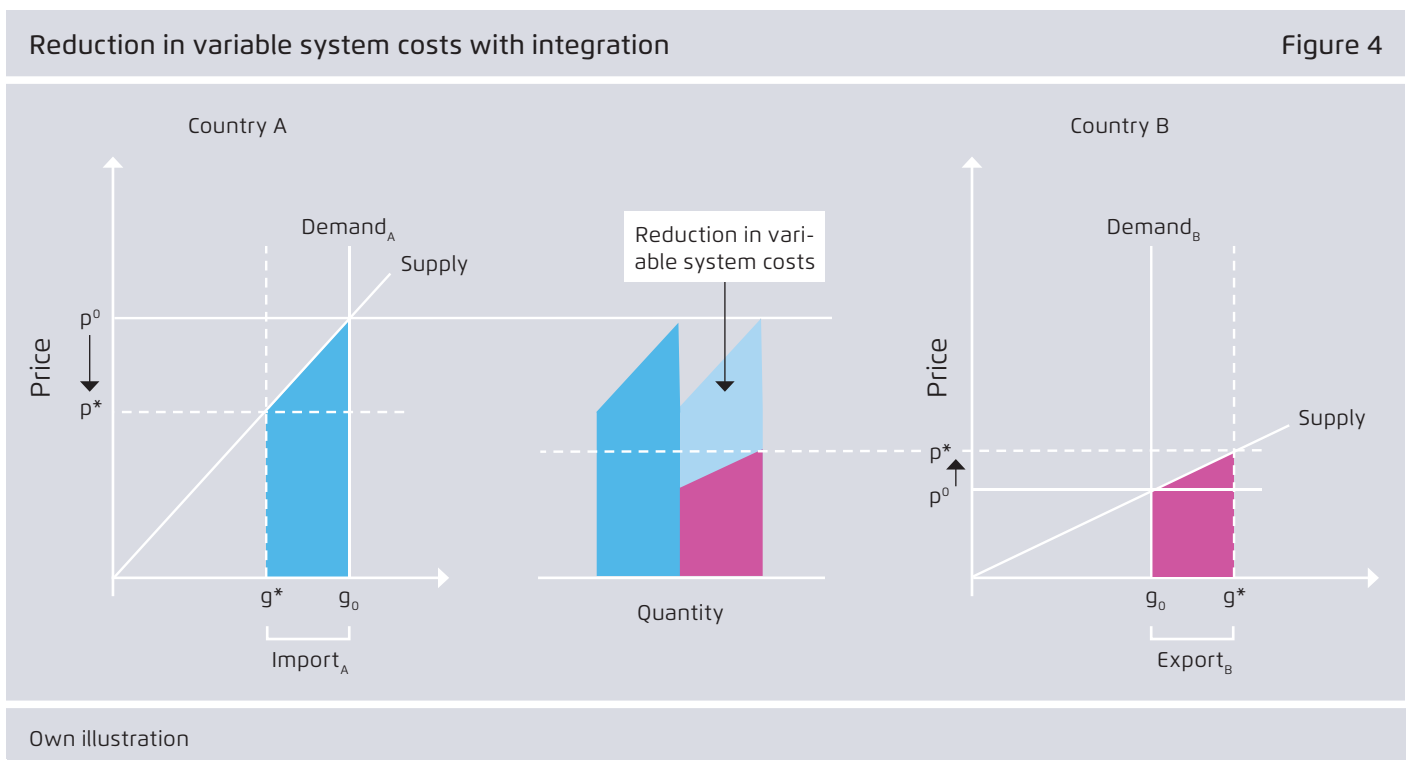 Reduction in variable system costs with integration
Figure 4
Country A
Country B
Demand_A
Supply
Reduction in vari-
able system costs
Demand_B
Supply
Price
p⁰
p*
Price
p*
p⁰
g*
g₀
Quantity
g₀
g*
Import_A
Export_B
Own illustration